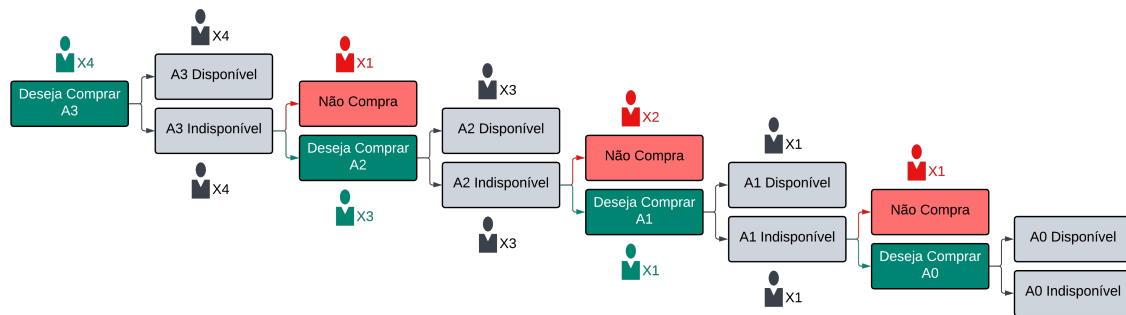 X4
Deseja Comprar
A3
X4
A3 Disponível
A3 Indisponível
X4
X1
Não Compra
Deseja Comprar
A2
X3
X3
A2 Disponível
A2 Indisponível
X3
X2
Não Compra
Deseja Comprar
A1
X1
X1
A1 Disponível
A1 Indisponível
X1
X1
Não Compra
Deseja Comprar
A0
A0 Disponível
A0 Indisponível